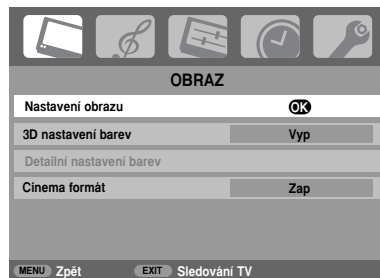 OBRAZ
Nastavení obrazu OK
3D nastavení barev Vyp
Detailní nastavení barev
Cinema formát Zap
MENU Zpět EXIT Sledování TV